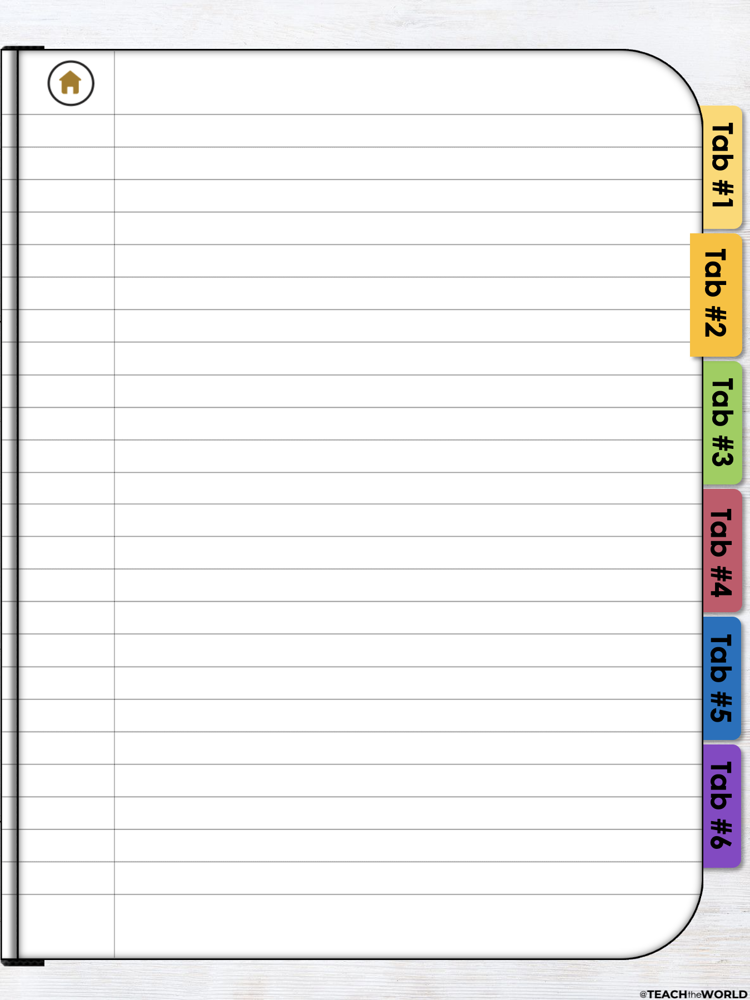 Tab #1
Tab #2
Tab #3
Tab #4
Tab #5
Tab #6
@TEACHtheWORLD